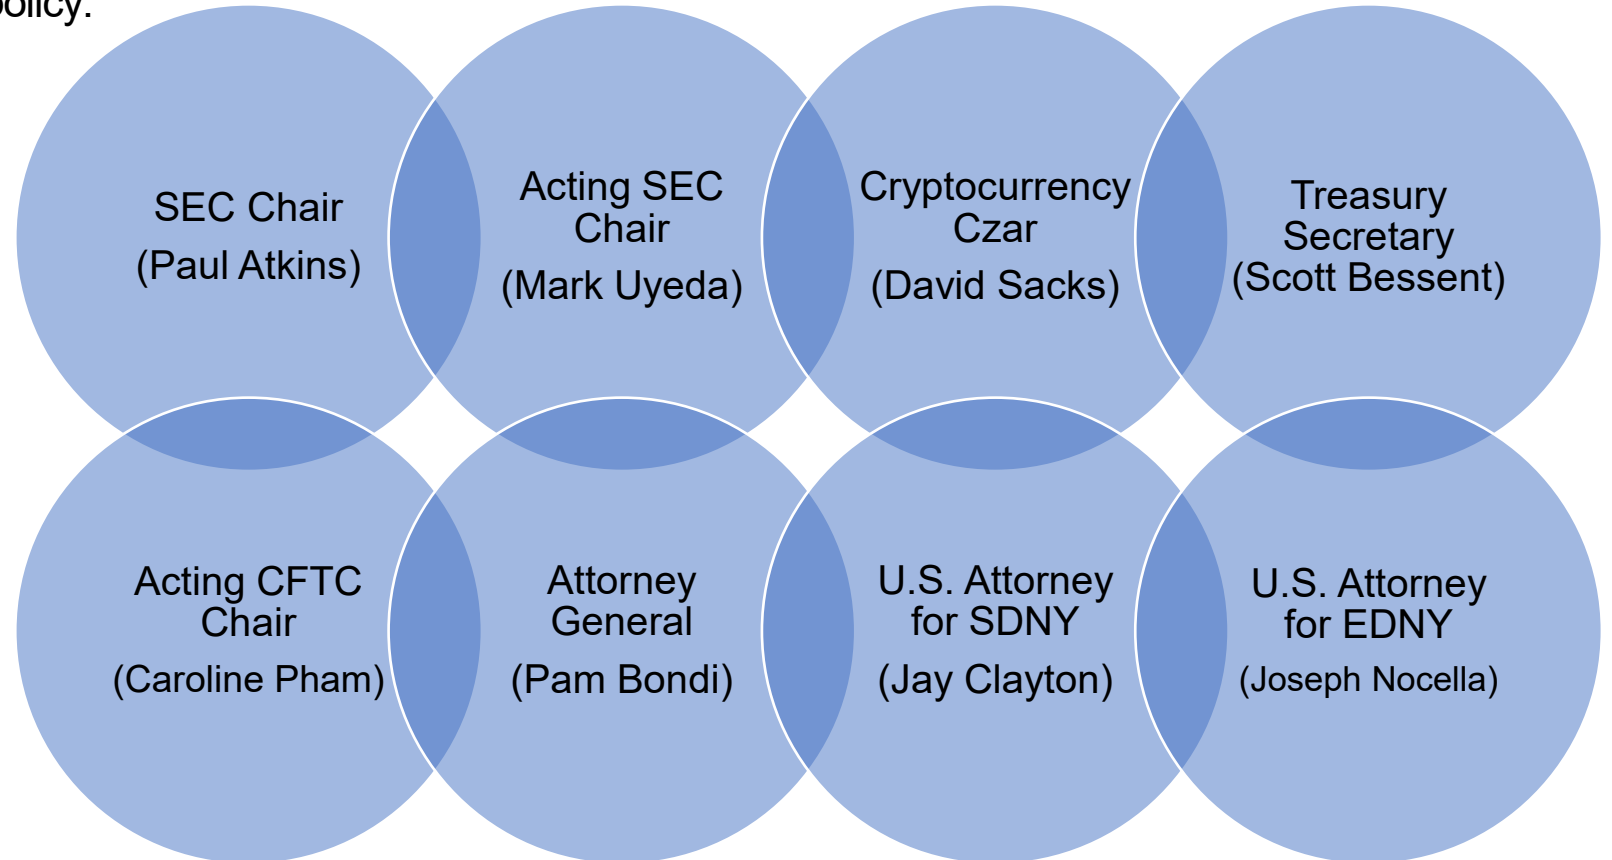 policy.
SEC Chair
(Paul Atkins)
Acting SEC
Chair
(Mark Uyeda)
Cryptocurrency
Czar
(David Sacks)
Treasury
Secretary
(Scott Bessent)
Acting CFTC
Chair
(Caroline Pham)
Attorney
General
(Pam Bondi)
U.S. Attorney
for SDNY
(Jay Clayton)
U.S. Attorney
for EDNY
(Joseph Nocella)